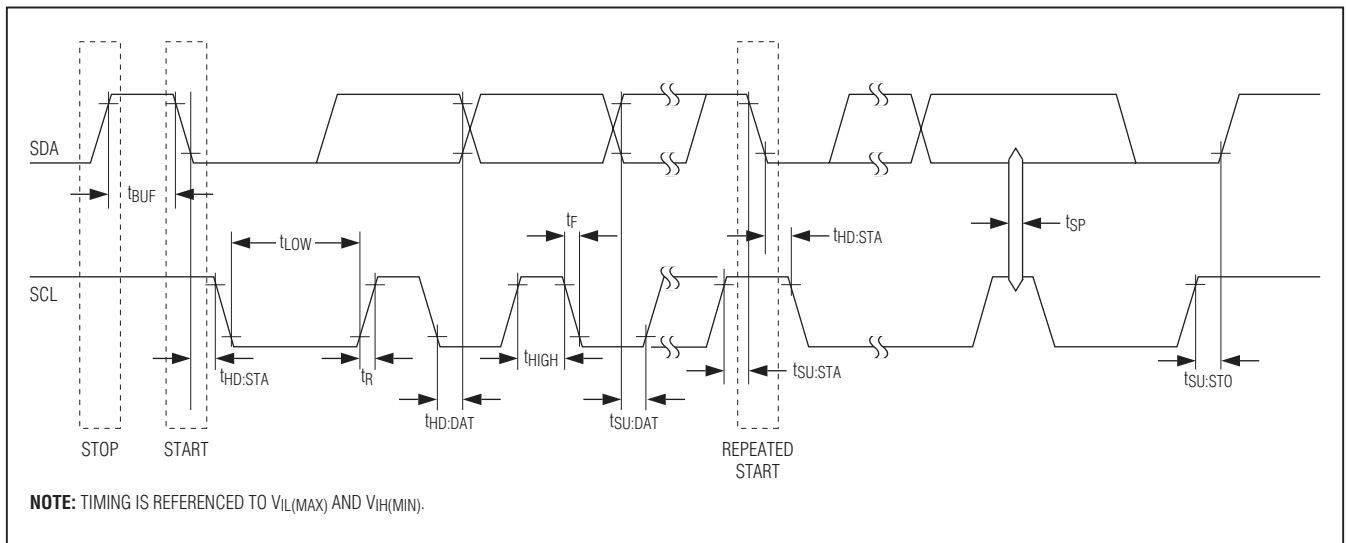 SDA
tBUF
tLOW
tF
tHD:STA
tSP
SCL
tHD:STA
tR
tHIGH
tSU:STA
tSU:STO
tHD:DAT
tSU:DAT
STOP
START
REPEATED
START
NOTE: TIMING IS REFERENCED TO VIL(MAX) AND VIH(MIN).